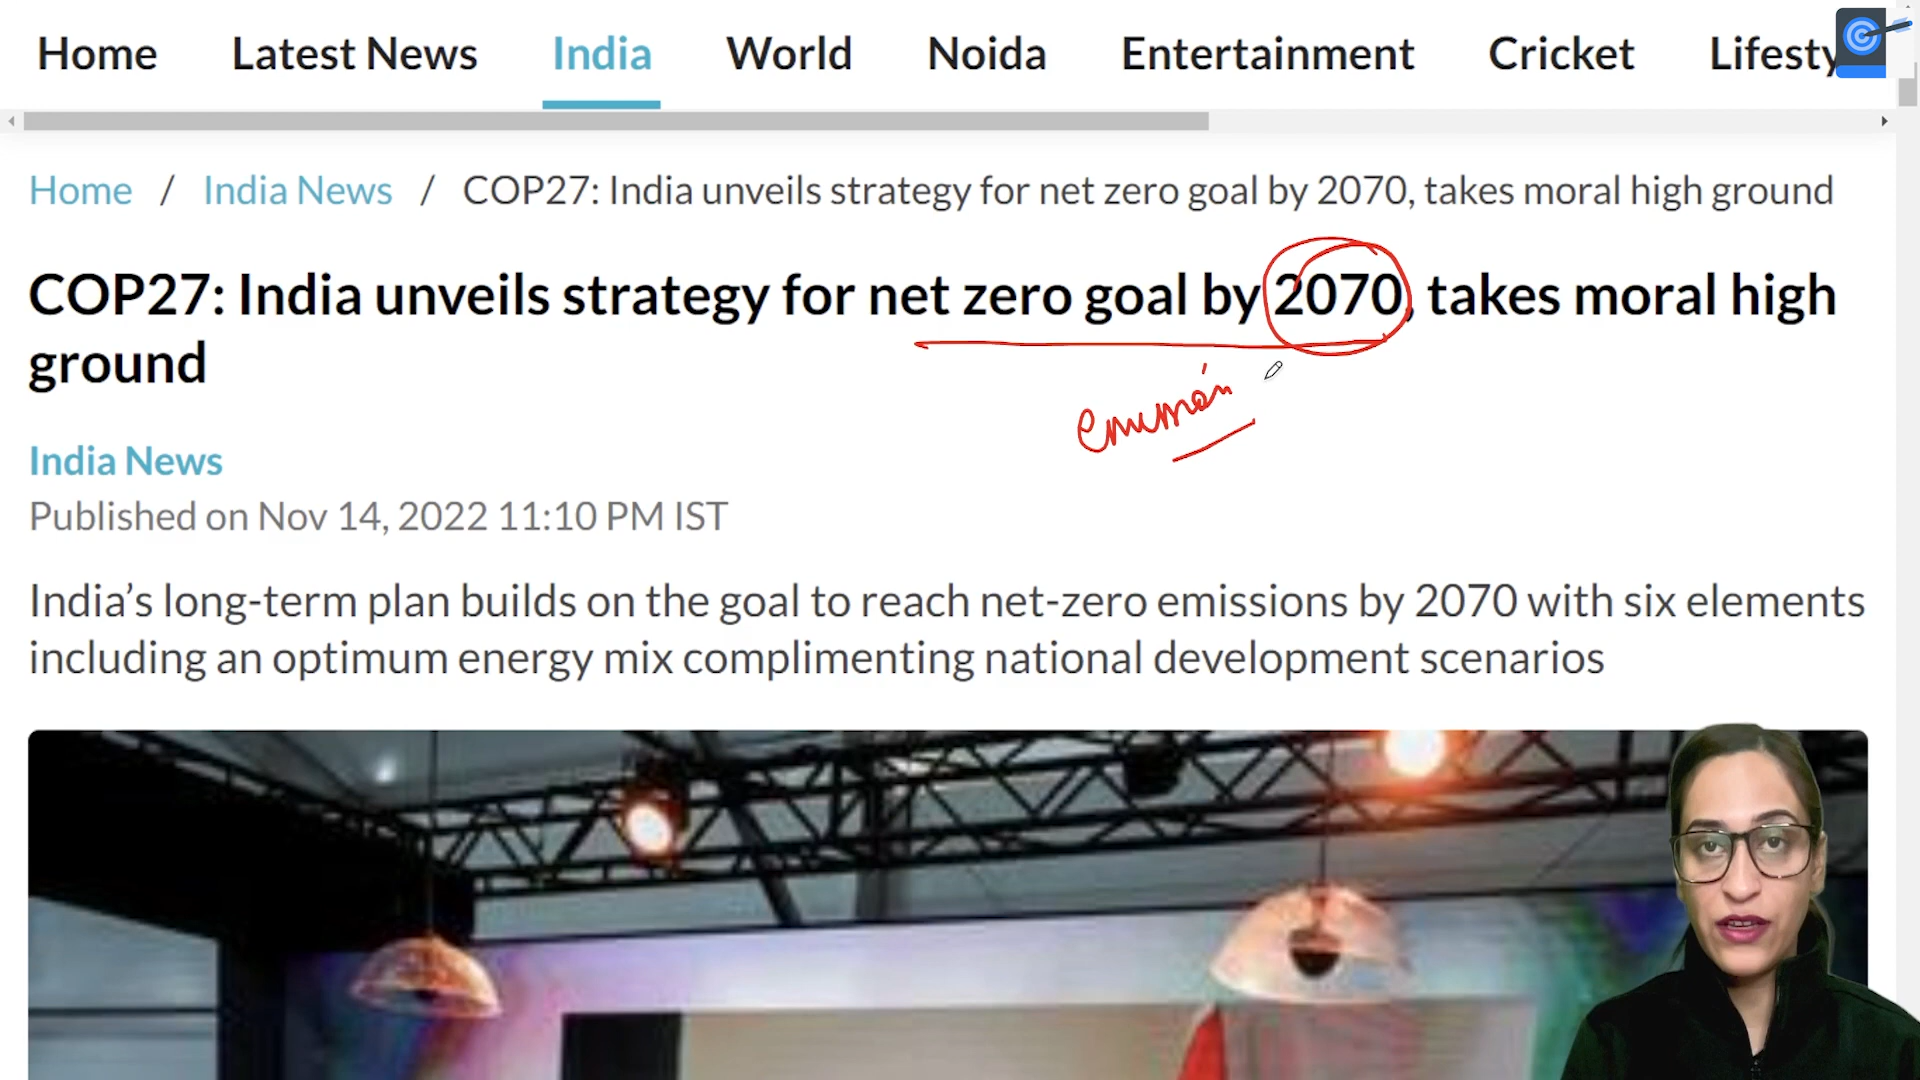 Home Latest News India World Noida Entertainment Cricket Lifesty
Home / India News / COP27: India unveils strategy for net zero goal by 2070, takes moral high ground
COP27: India unveils strategy for net zero goal by 2070, takes moral high
ground
emission
India News
Published on Nov 14, 2022 11:10 PM IST
India’s long-term plan builds on the goal to reach net-zero emissions by 2070 with six elements
including an optimum energy mix complimenting national development scenarios